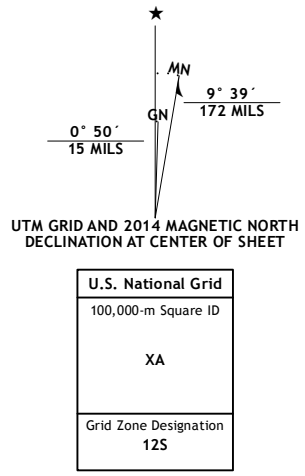 ★
MN
9° 39´
172 MILS
GN
0° 50´
15 MILS
UTM GRID AND 2014 MAGNETIC NORTH
DECLINATION AT CENTER OF SHEET
U.S. National Grid
100,000-m Square ID
XA
Grid Zone Designation
12S